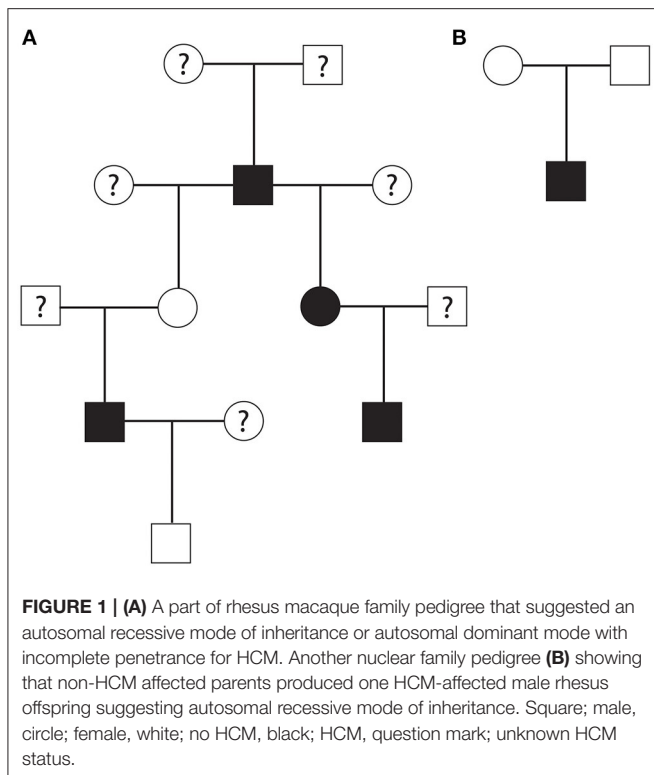 A
B
? ?
? ?
? ?
?
FIGURE 1 | (A) A part of rhesus macaque family pedigree that suggested an
autosomal recessive mode of inheritance or autosomal dominant mode with
incomplete penetrance for HCM. Another nuclear family pedigree (B) showing
that non-HCM affected parents produced one HCM-affected male rhesus
offspring suggesting autosomal recessive mode of inheritance. Square; male,
circle; female, white; no HCM, black; HCM, question mark; unknown HCM
status.